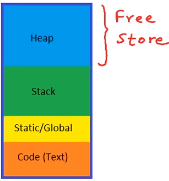 Heap
Free
Store
Stack
Static/Global
Code (Text)